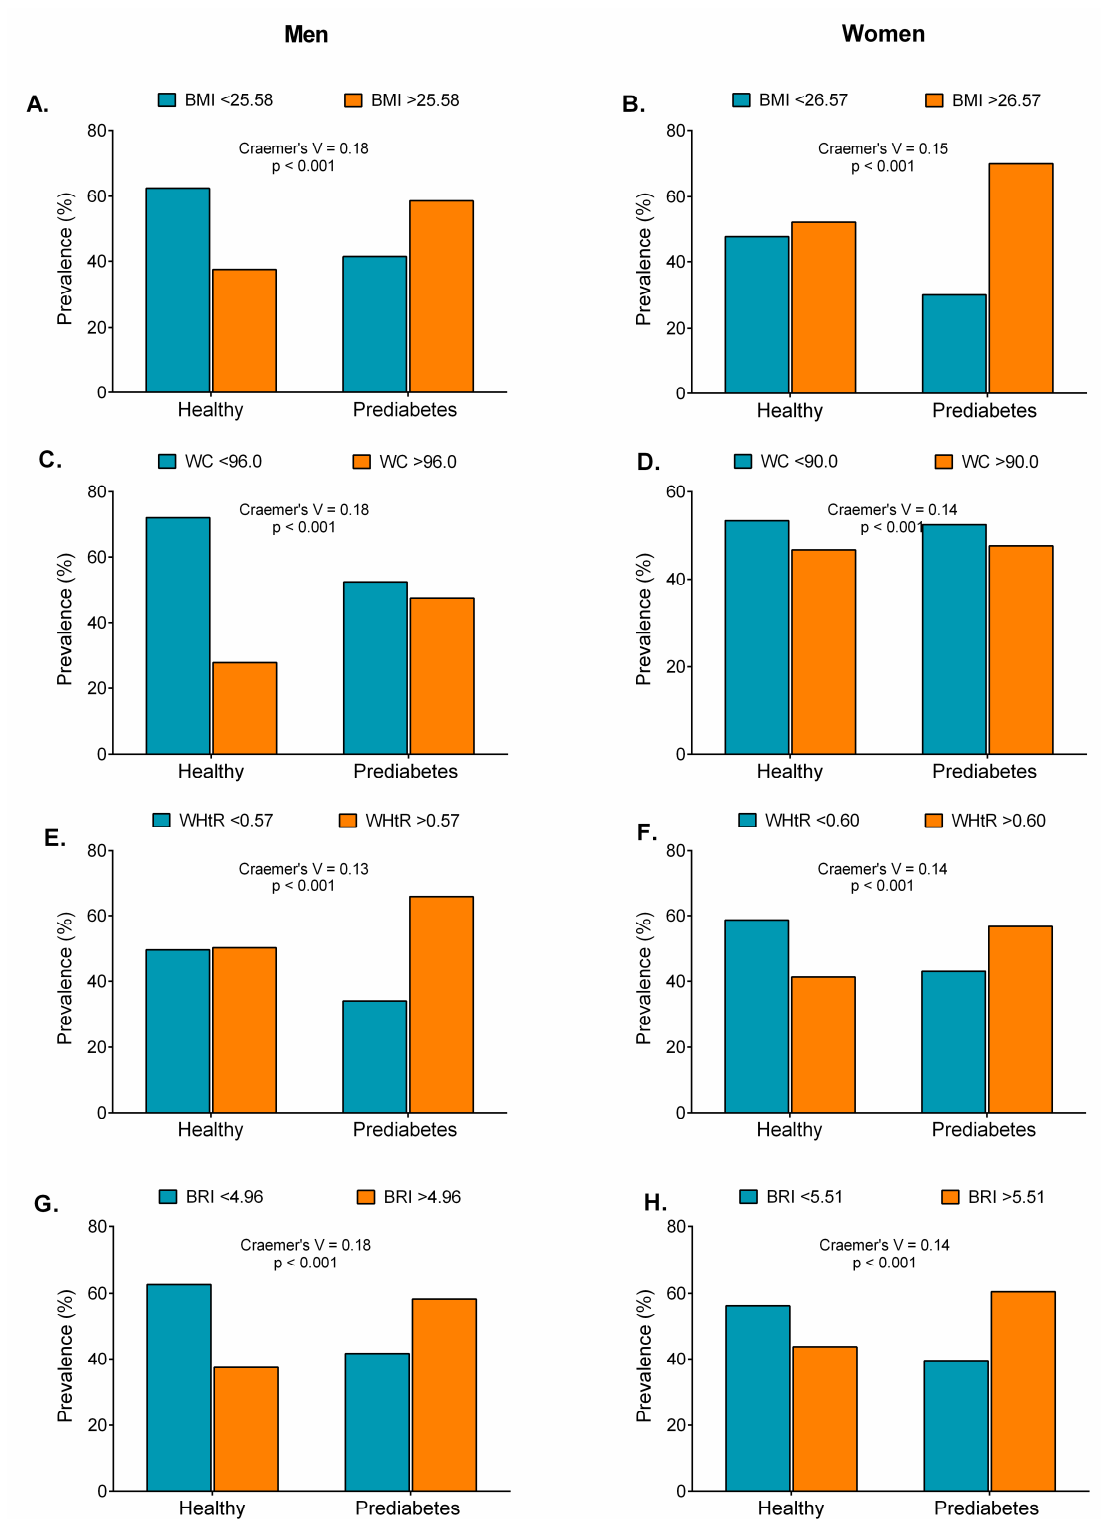 Men
Women
A.
BMI <25.58
BMI >25.58
Craemer's V = 0.18
p < 0.001
Prevalence (%)
80
60
40
20
0
Healthy
Prediabetes
B.
BMI <26.57
BMI >26.57
Craemer's V = 0.15
p < 0.001
Prevalence (%)
80
60
40
20
0
Healthy
Prediabetes
C.
WC <96.0
WC >96.0
Craemer's V = 0.18
p < 0.001
Prevalence (%)
80
60
40
20
0
Healthy
Prediabetes
D.
WC <90.0
WC >90.0
Craemer's V = 0.14
p < 0.001
Prevalence (%)
60
40
20
0
Healthy
Prediabetes
E.
WHtR <0.57
WHtR >0.57
Craemer's V = 0.13
p < 0.001
Prevalence (%)
80
60
40
20
0
Healthy
Prediabetes
F.
WHtR <0.60
WHtR >0.60
Craemer's V = 0.14
p < 0.001
Prevalence (%)
80
60
40
20
0
Healthy
Prediabetes
G.
BRI <4.96
BRI >4.96
Craemer's V = 0.18
p < 0.001
Prevalence (%)
80
60
40
20
0
Healthy
Prediabetes
H.
BRI <5.51
BRI >5.51
Craemer's V = 0.14
p < 0.001
Prevalence (%)
80
60
40
20
0
Healthy
Prediabetes